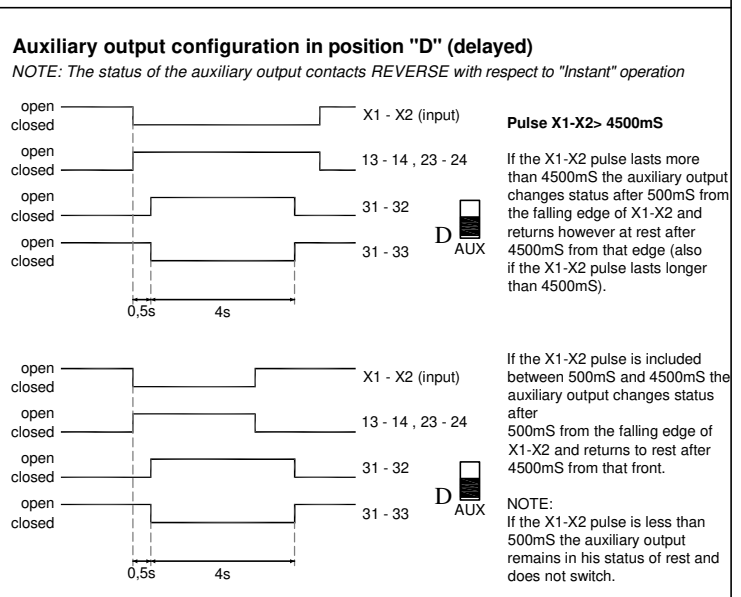 Auxiliary output configuration in position "D" (delayed)
NOTE: The status of the auxiliary output contacts REVERSE with respect to "Instant" operation
open
closed
X1 - X2 (input)
open
closed
13 - 14 , 23 - 24
open
closed
31 - 32
open
closed
31 - 33
D
AUX
0,5s
4s
Pulse X1-X2> 4500mS
If the X1-X2 pulse lasts more
than 4500mS the auxiliary output
changes status after 500mS from
the falling edge of X1-X2 and
returns however at rest after
4500mS from that edge (also
if the X1-X2 pulse lasts longer
than 4500mS).
open
closed
X1 - X2 (input)
open
closed
13 - 14 , 23 - 24
open
closed
31 - 32
open
closed
31 - 33
D
AUX
0,5s
4s
If the X1-X2 pulse is included
between 500mS and 4500mS the
auxiliary output changes status
after
500mS from the falling edge of
X1-X2 and returns to rest after
4500mS from that front.
NOTE:
If the X1-X2 pulse is less than
500mS the auxiliary output
remains in his status of rest and
does not switch.